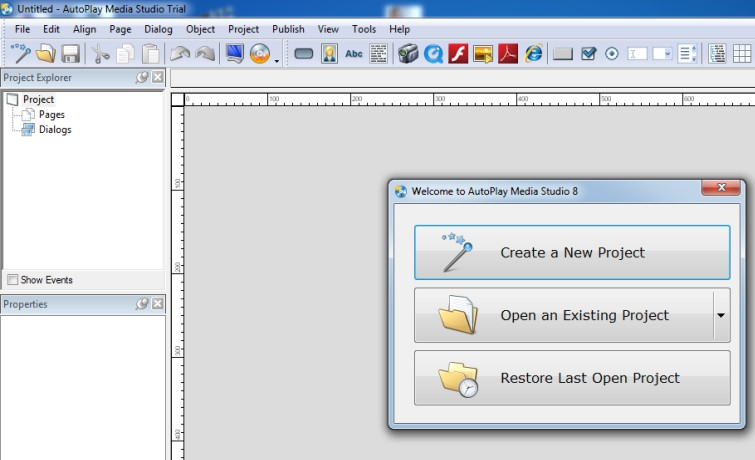 Untitled - AutoPlay Media Studio Trial
File Edit Align Page Dialog Object Project Publish View Tools Help
Abc
Project Explorer
Project
Pages
Dialogs
Show Events
Properties
0 100 200 300 400 500 600
100
200
300
400
Welcome to AutoPlay Media Studio 8
Create a New Project
Open an Existing Project
Restore Last Open Project